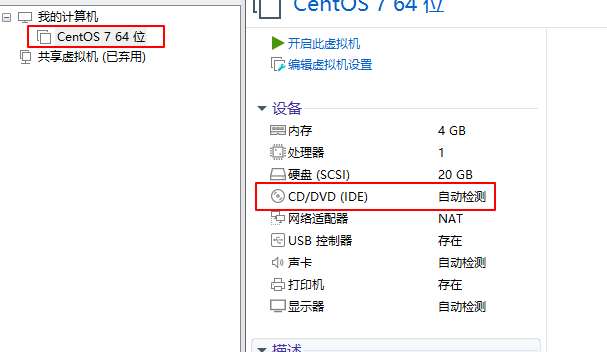 我的计算机
CentOS 7 64 位
共享虚拟机 (已弃用)
CentOS 7 64 位
开启此虚拟机
编辑虚拟机设置
设备
内存 4 GB
处理器 1
硬盘 (SCSI) 20 GB
CD/DVD (IDE) 自动检测
网络适配器 NAT
USB 控制器 存在
声卡 自动检测
打印机 存在
显示器 自动检测
描述